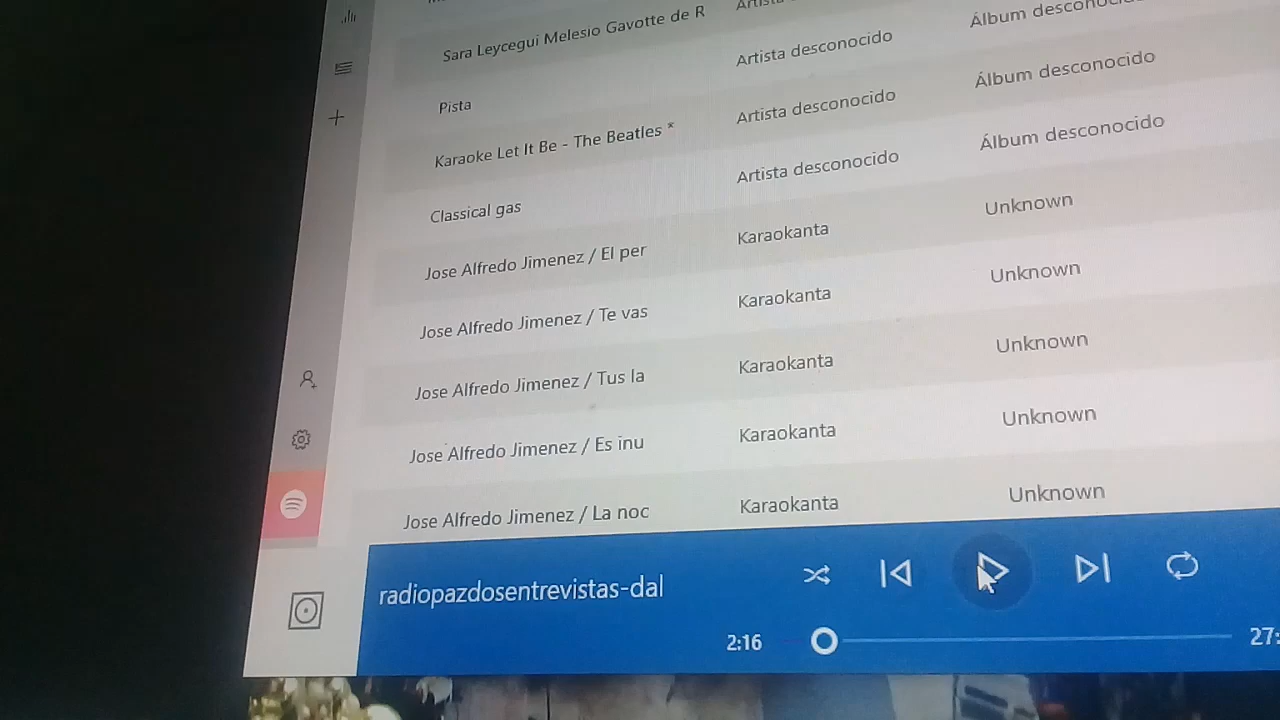 Sara Leycegui Melesio Gavotte de R
Álbum desconocido
Pista Artista desconocido Álbum desconocido
Karaoke Let It Be - The Beatles * Artista desconocido Álbum desconocido
Classical gas Artista desconocido
Jose Alfredo Jimenez / El per Karaokanta Unknown
Jose Alfredo Jimenez / Te vas Karaokanta Unknown
Jose Alfredo Jimenez / Tus la Karaokanta Unknown
Jose Alfredo Jimenez / Es inu Karaokanta Unknown
Jose Alfredo Jimenez / La noc Karaokanta Unknown
radiopazdosentrevistas-dal
2:16 27: